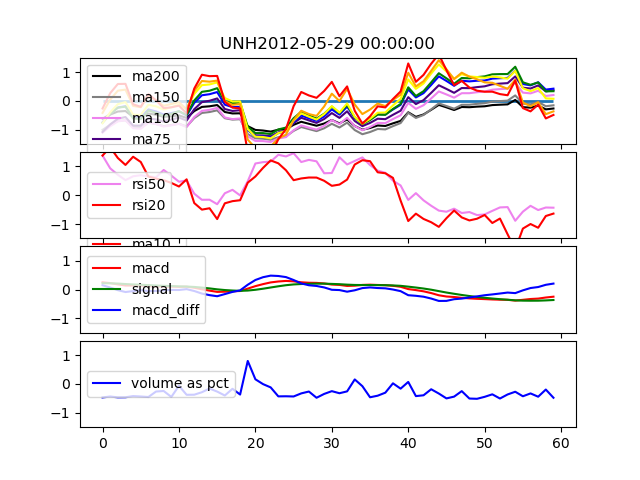 UNH2012-05-29 00:00:00
1
0
−1
ma200
ma150
ma100
ma75
ma10
1
0
−1
rsi50
rsi20
1
0
−1
macd
signal
macd_diff
1
0
−1
volume as pct
0 10 20 30 40 50 60